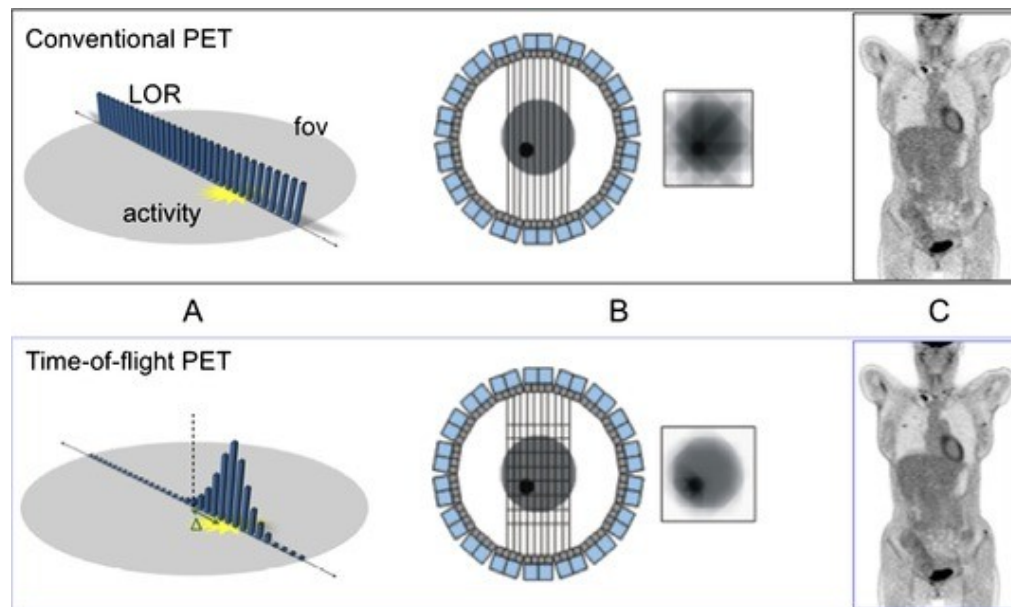 Conventional PET
LOR
fov
activity
A
B
C
Time-of-flight PET
Δ